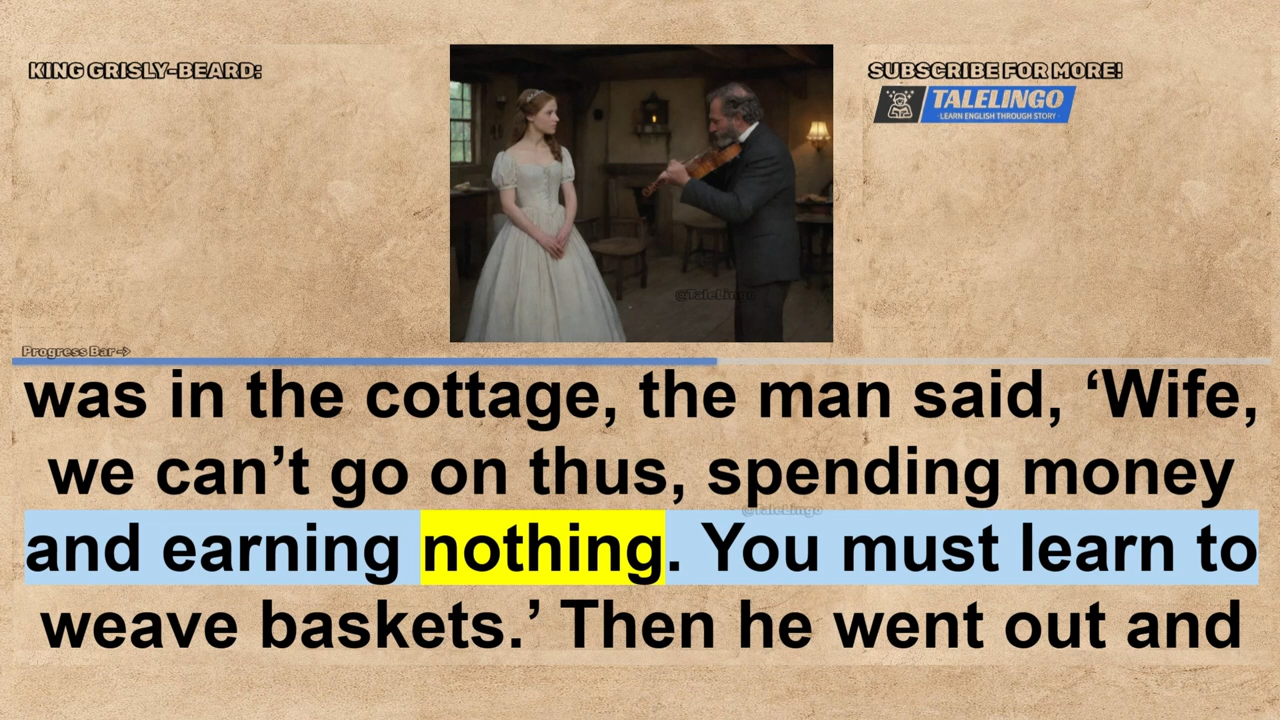 KING GRISLY-BEARD:
SUBSCRIBE FOR MORE!
TALELINGO
· LEARN ENGLISH THROUGH STORY ·
@TaleLingo
Progress Bar->
was in the cottage, the man said, ‘Wife,
we can’t go on thus, spending money
@TaleLingo
and earning nothing. You must learn to
weave baskets.’ Then he went out and